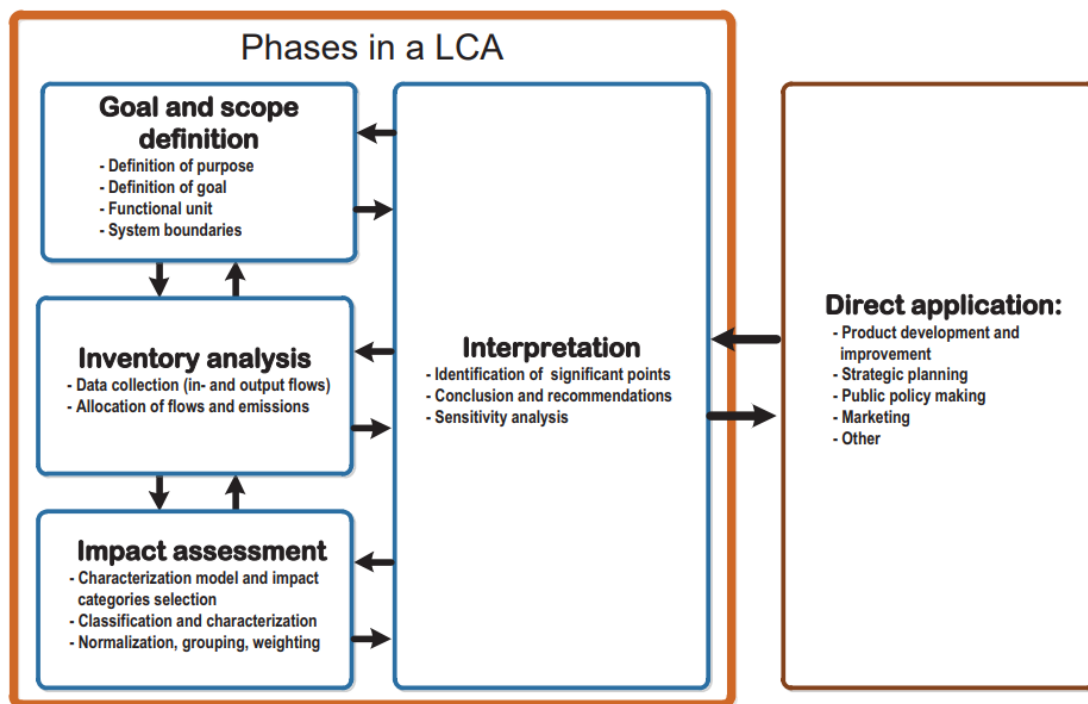 Phases in a LCA
Goal and scope
definition
- Definition of purpose
- Definition of goal
- Functional unit
- System boundaries
Inventory analysis
- Data collection (in- and output flows)
- Allocation of flows and emissions
Impact assessment
- Characterization model and impact
categories selection
- Classification and characterization
- Normalization, grouping, weighting
Interpretation
- Identification of significant points
- Conclusion and recommendations
- Sensitivity analysis
Direct application:
- Product development and
improvement
- Strategic planning
- Public policy making
- Marketing
- Other